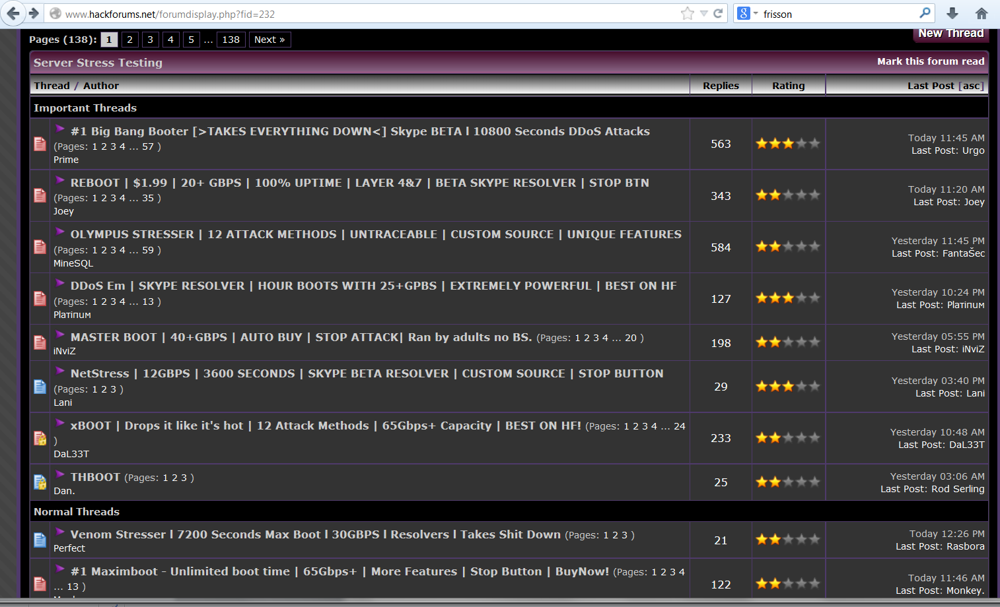 www.hackforums.net/forumdisplay.php?fid=232
8 frisson
Pages (138): 1 2 3 4 5 ... 138 Next »
New Thread
Server Stress Testing Mark this forum read
Thread / Author Replies Rating Last Post [asc]
Important Threads
#1 Big Bang Booter [>TAKES EVERYTHING DOWN<] Skype BETA l 10800 Seconds DDoS Attacks
(Pages: 1 2 3 4 ... 57 )
Prime
563
Today 11:45 AM
Last Post: Urgo
REBOOT | $1.99 | 20+ GBPS | 100% UPTIME | LAYER 4&7 | BETA SKYPE RESOLVER | STOP BTN
(Pages: 1 2 3 4 ... 35 )
Joey
343
Today 11:20 AM
Last Post: Joey
OLYMPUS STRESSER | 12 ATTACK METHODS | UNTRACEABLE | CUSTOM SOURCE | UNIQUE FEATURES
(Pages: 1 2 3 4 ... 59 )
MineSQL
584
Yesterday 11:45 PM
Last Post: FantaŠec
DDoS Em | SKYPE RESOLVER | HOUR BOOTS WITH 25+GPBS | EXTREMELY POWERFUL | BEST ON HF
(Pages: 1 2 3 4 ... 13 )
Plaтiпuм
127
Yesterday 10:24 PM
Last Post: Plaтiпuм
MASTER BOOT | 40+GBPS | AUTO BUY | STOP ATTACK| Ran by adults no BS. (Pages: 1 2 3 4 ... 20 )
iNviZ
198
Yesterday 05:55 PM
Last Post: iNviZ
NetStress | 12GBPS | 3600 SECONDS | SKYPE BETA RESOLVER | CUSTOM SOURCE | STOP BUTTON
(Pages: 1 2 3 )
Lani
29
Yesterday 03:40 PM
Last Post: Lani
xBOOT | Drops it like it's hot | 12 Attack Methods | 65Gbps+ Capacity | BEST ON HF! (Pages: 1 2 3 4 ... 24
)
DaL33T
233
Yesterday 10:48 AM
Last Post: DaL33T
THBOOT (Pages: 1 2 3 )
Dan.
25
Yesterday 03:06 AM
Last Post: Rod Serling
Normal Threads
Venom Stresser l 7200 Seconds Max Boot l 30GBPS l Resolvers l Takes Shit Down (Pages: 1 2 3 )
Perfect
21
Today 12:26 PM
Last Post: Rasbora
#1 Maximboot - Unlimited boot time | 65Gbps+ | More Features | Stop Button | BuyNow! (Pages: 1 2 3 4
... 13 )
122
Today 11:46 AM
Last Post: Monkey.